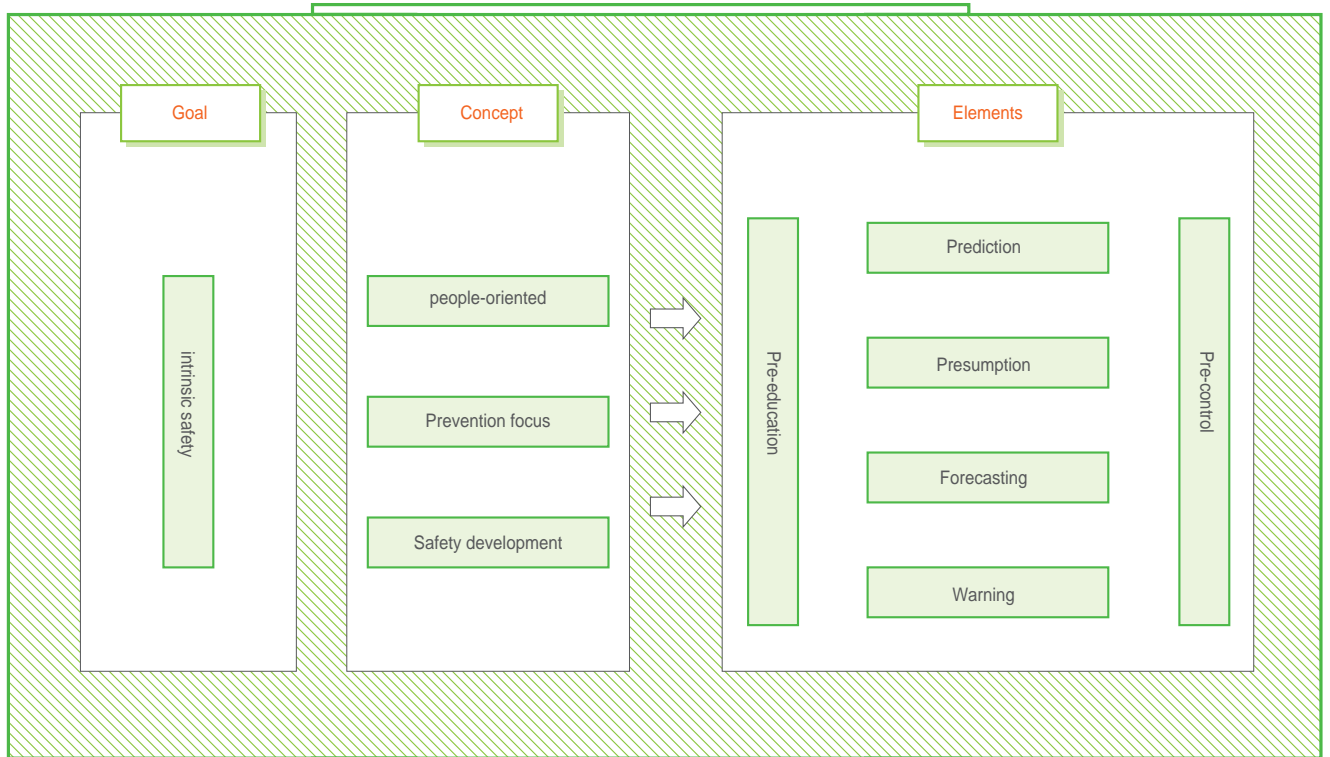 Goal
intrinsic safety
Concept
people-oriented
Prevention focus
Safety development
Elements
Pre-education
Prediction
Presumption
Forecasting
Warning
Pre-control